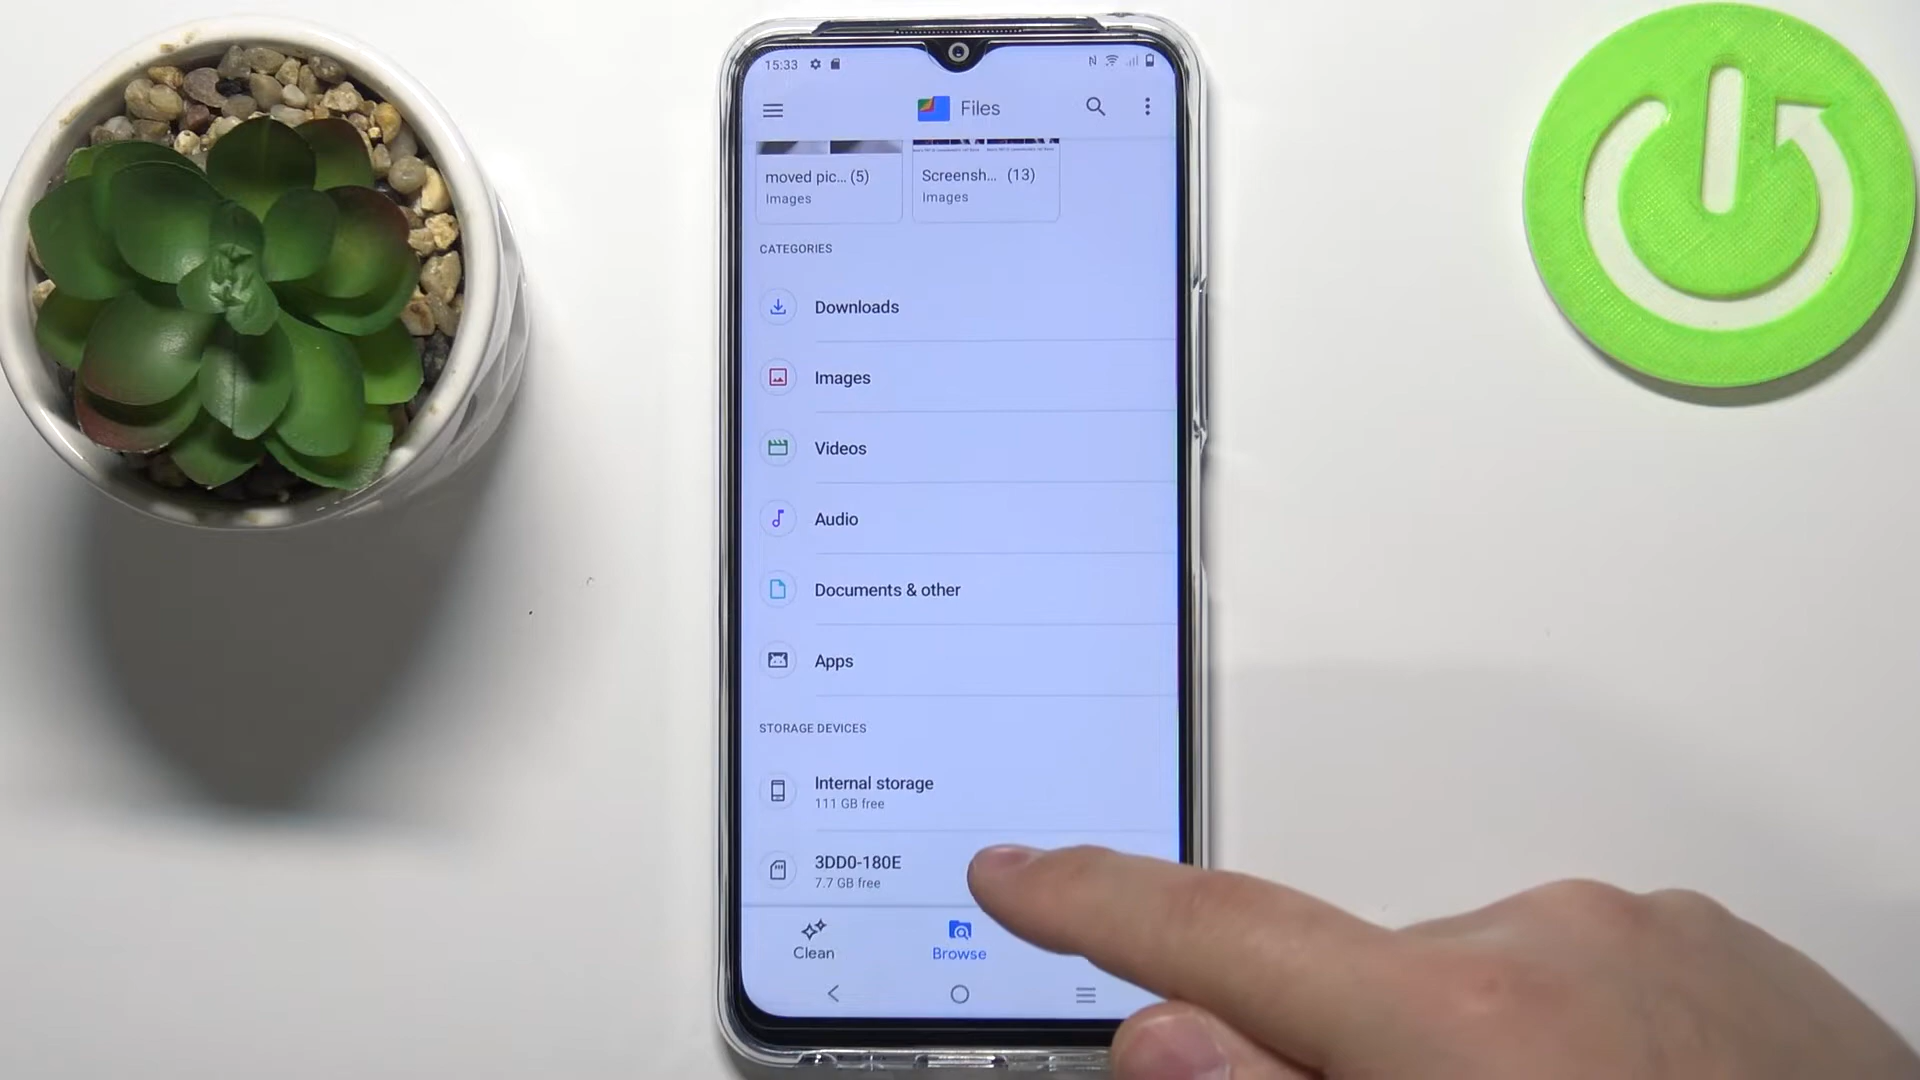 15:33
Files
moved pic... (5)
Images
Screensh... (13)
Images
CATEGORIES
Downloads
Images
Videos
Audio
Documents & other
Apps
STORAGE DEVICES
Internal storage
111 GB free
3DD0-180E
7.7 GB free
Clean
Browse